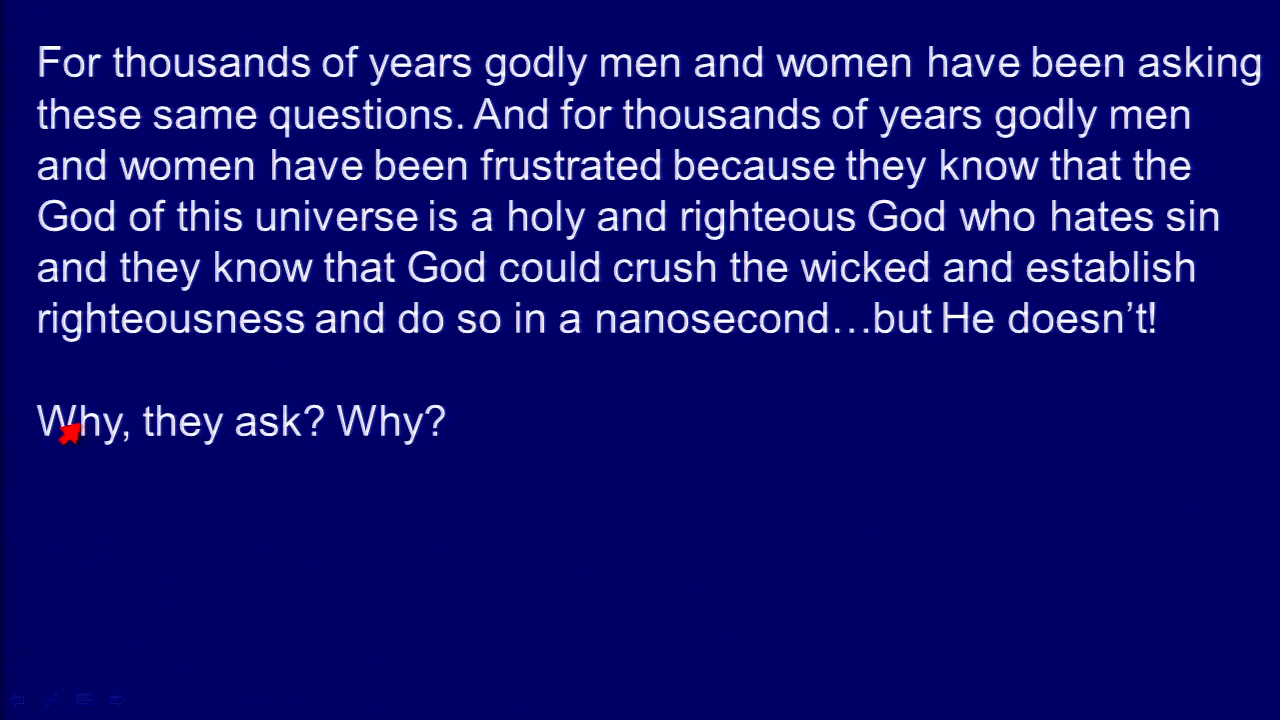 For thousands of years godly men and women have been asking
these same questions. And for thousands of years godly men
and women have been frustrated because they know that the
God of this universe is a holy and righteous God who hates sin
and they know that God could crush the wicked and establish
righteousness and do so in a nanosecond…but He doesn’t!
Why, they ask? Why?